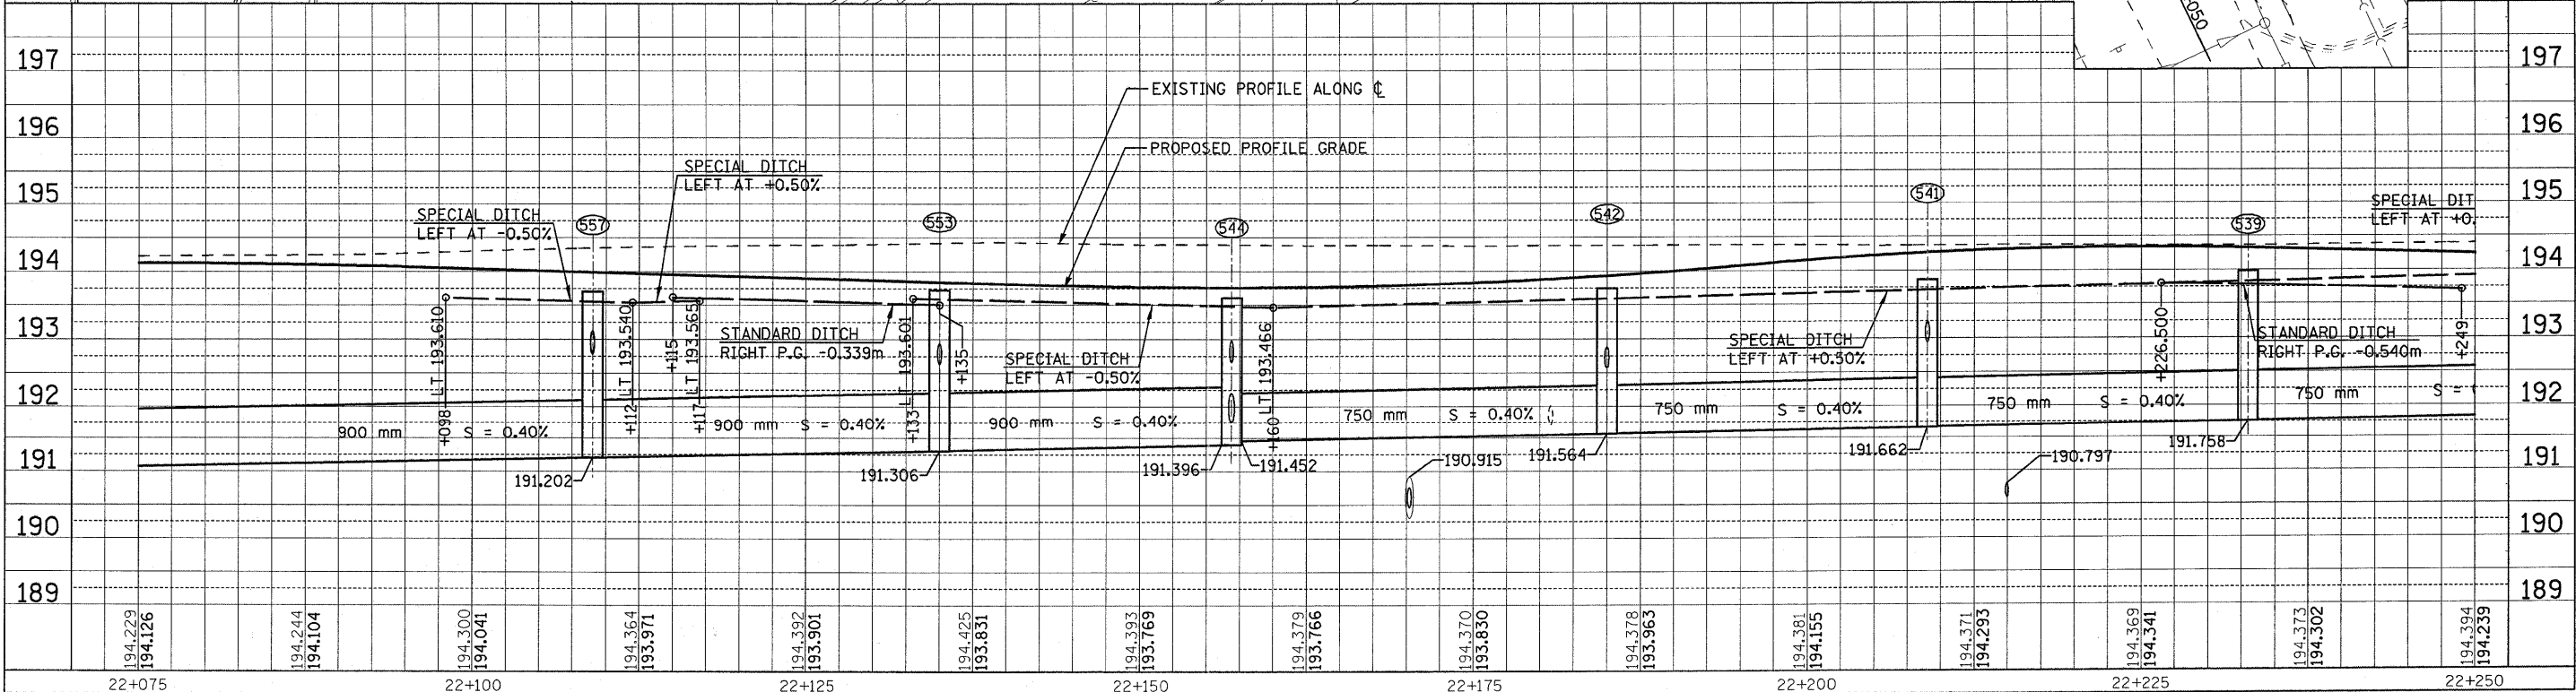 050
197
197
EXISTING PROFILE ALONG ℄
196
196
PROPOSED PROFILE GRADE
SPECIAL DITCH
LEFT AT +0.50%
195
195
SPECIAL DITCH
LEFT AT -0.50%
557
553
544
542
541
539
SPECIAL DIT
LEFT AT +0.
194
194
193
193
+098 LT 193.610
+112 LT 193.540
+115
+117 LT 193.565
STANDARD DITCH
RIGHT P.G. -0.339m
+133 LT 193.601
+135
SPECIAL DITCH
LEFT AT -0.50%
+160 LT 193.466
SPECIAL DITCH
LEFT AT +0.50%
+226.500
STANDARD DITCH
RIGHT P.G. -0.540m
+249
192
192
900 mm S = 0.40%
900 mm S = 0.40%
900 mm S = 0.40%
750 mm S = 0.40%
750 mm S = 0.40%
750 mm S = 0.40%
750 mm S =
191
191
191.202
191.306
191.396
191.452
190.915
191.564
191.662
190.797
191.758
190
190
189
189
194.229
194.126
194.244
194.104
194.300
194.041
194.364
193.971
194.392
193.901
194.425
193.831
194.393
193.769
194.379
193.766
194.370
193.830
194.378
193.963
194.381
194.155
194.371
194.293
194.369
194.341
194.373
194.302
194.394
194.239
22+075
22+100
22+125
22+150
22+175
22+200
22+225
22+250